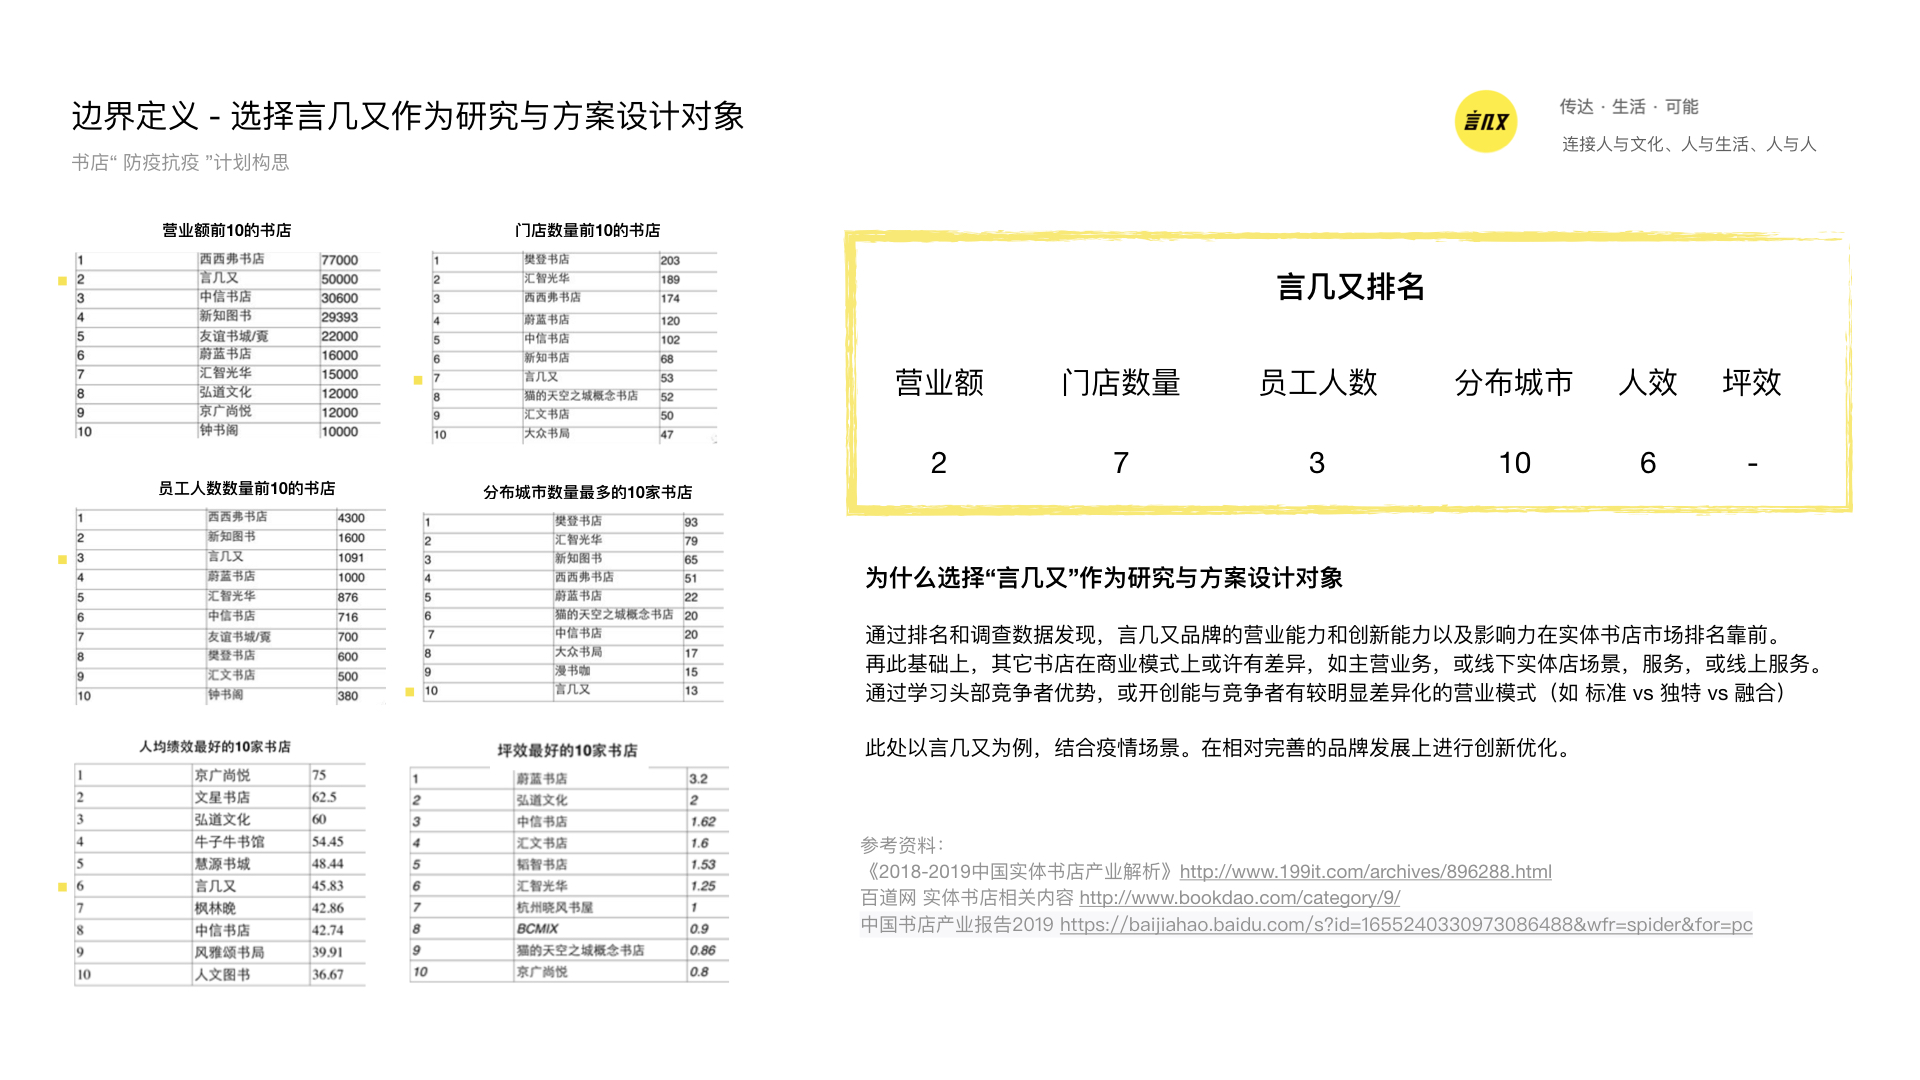 边界定义 - 选择言几又作为研究与方案设计对象
书店“ 防疫抗疫 ”计划构思
言几又
传达 · 生活 · 可能
连接人与文化、人与生活、人与人
营业额前10的书店
1 西西弗书店 77000
2 言几又 50000
3 中信书店 30600
4 新知图书 29393
5 友谊书城/霓 22000
6 蔚蓝书店 16000
7 汇智光华 15000
8 弘道文化 12000
9 京广尚悦 12000
10 钟书阁 10000
门店数量前10的书店
1 樊登书店 203
2 汇智光华 189
3 西西弗书店 174
4 蔚蓝书店 120
5 中信书店 102
6 新知书店 68
7 言几又 53
8 猫的天空之城概念书店 52
9 汇文书店 50
10 大众书局 47
员工人数数量前10的书店
1 西西弗书店 4300
2 新知图书 1600
3 言几又 1091
4 蔚蓝书店 1000
5 汇智光华 876
6 中信书店 716
7 友谊书城/霓 700
8 樊登书店 600
9 汇文书店 500
10 钟书阁 380
分布城市数量最多的10家书店
1 樊登书店 93
2 汇智光华 79
3 新知图书 65
4 西西弗书店 51
5 蔚蓝书店 22
6 猫的天空之城概念书店 20
7 中信书店 20
8 大众书局 17
9 漫书咖 15
10 言几又 13
人均绩效最好的10家书店
1 京广尚悦 75
2 文星书店 62.5
3 弘道文化 60
4 牛子牛书馆 54.45
5 慧源书城 48.44
6 言几又 45.83
7 枫林晚 42.86
8 中信书店 42.74
9 风雅颂书局 39.91
10 人文图书 36.67
坪效最好的10家书店
1 蔚蓝书店 3.2
2 弘道文化 2
3 中信书店 1.62
4 汇文书店 1.6
5 韬智书店 1.53
6 汇智光华 1.25
7 杭州晓风书屋 1
8 BCMIX 0.9
9 猫的天空之城概念书店 0.86
10 京广尚悦 0.8
言几又排名
营业额 门店数量 员工人数 分布城市 人效 坪效
2 7 3 10 6 -
为什么选择“言几又”作为研究与方案设计对象
通过排名和调查数据发现，言几又品牌的营业能力和创新能力以及影响力在实体书店市场排名靠前。
再此基础上，其它书店在商业模式上或许有差异，如主营业务，或线下实体店场景，服务，或线上服务。
通过学习头部竞争者优势，或开创能与竞争者有较明显差异化的营业模式（如 标准 vs 独特 vs 融合）
此处以言几又为例，结合疫情场景。在相对完善的品牌发展上进行创新优化。
参考资料：
《2018-2019中国实体书店产业解析》http://www.199it.com/archives/896288.html
百道网 实体书店相关内容 http://www.bookdao.com/category/9/
中国书店产业报告2019 https://baijiahao.baidu.com/s?id=1655240330973086488&wfr=spider&for=pc